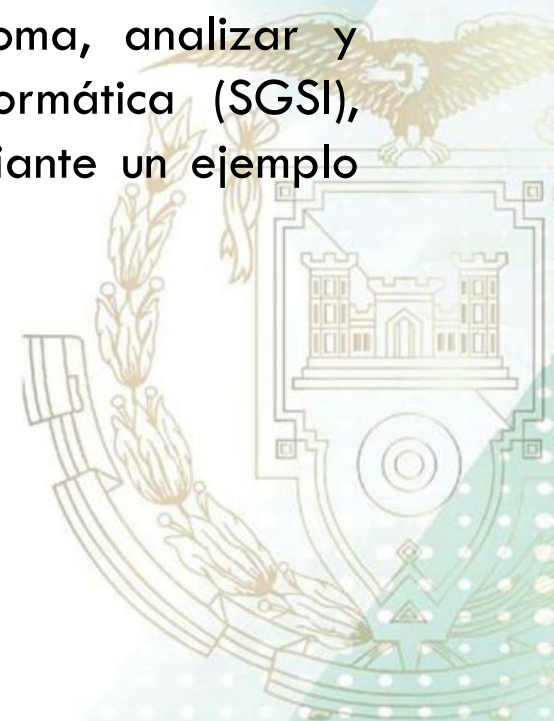 oma, analizar y
ormática (SGSI),
iante un ejemplo